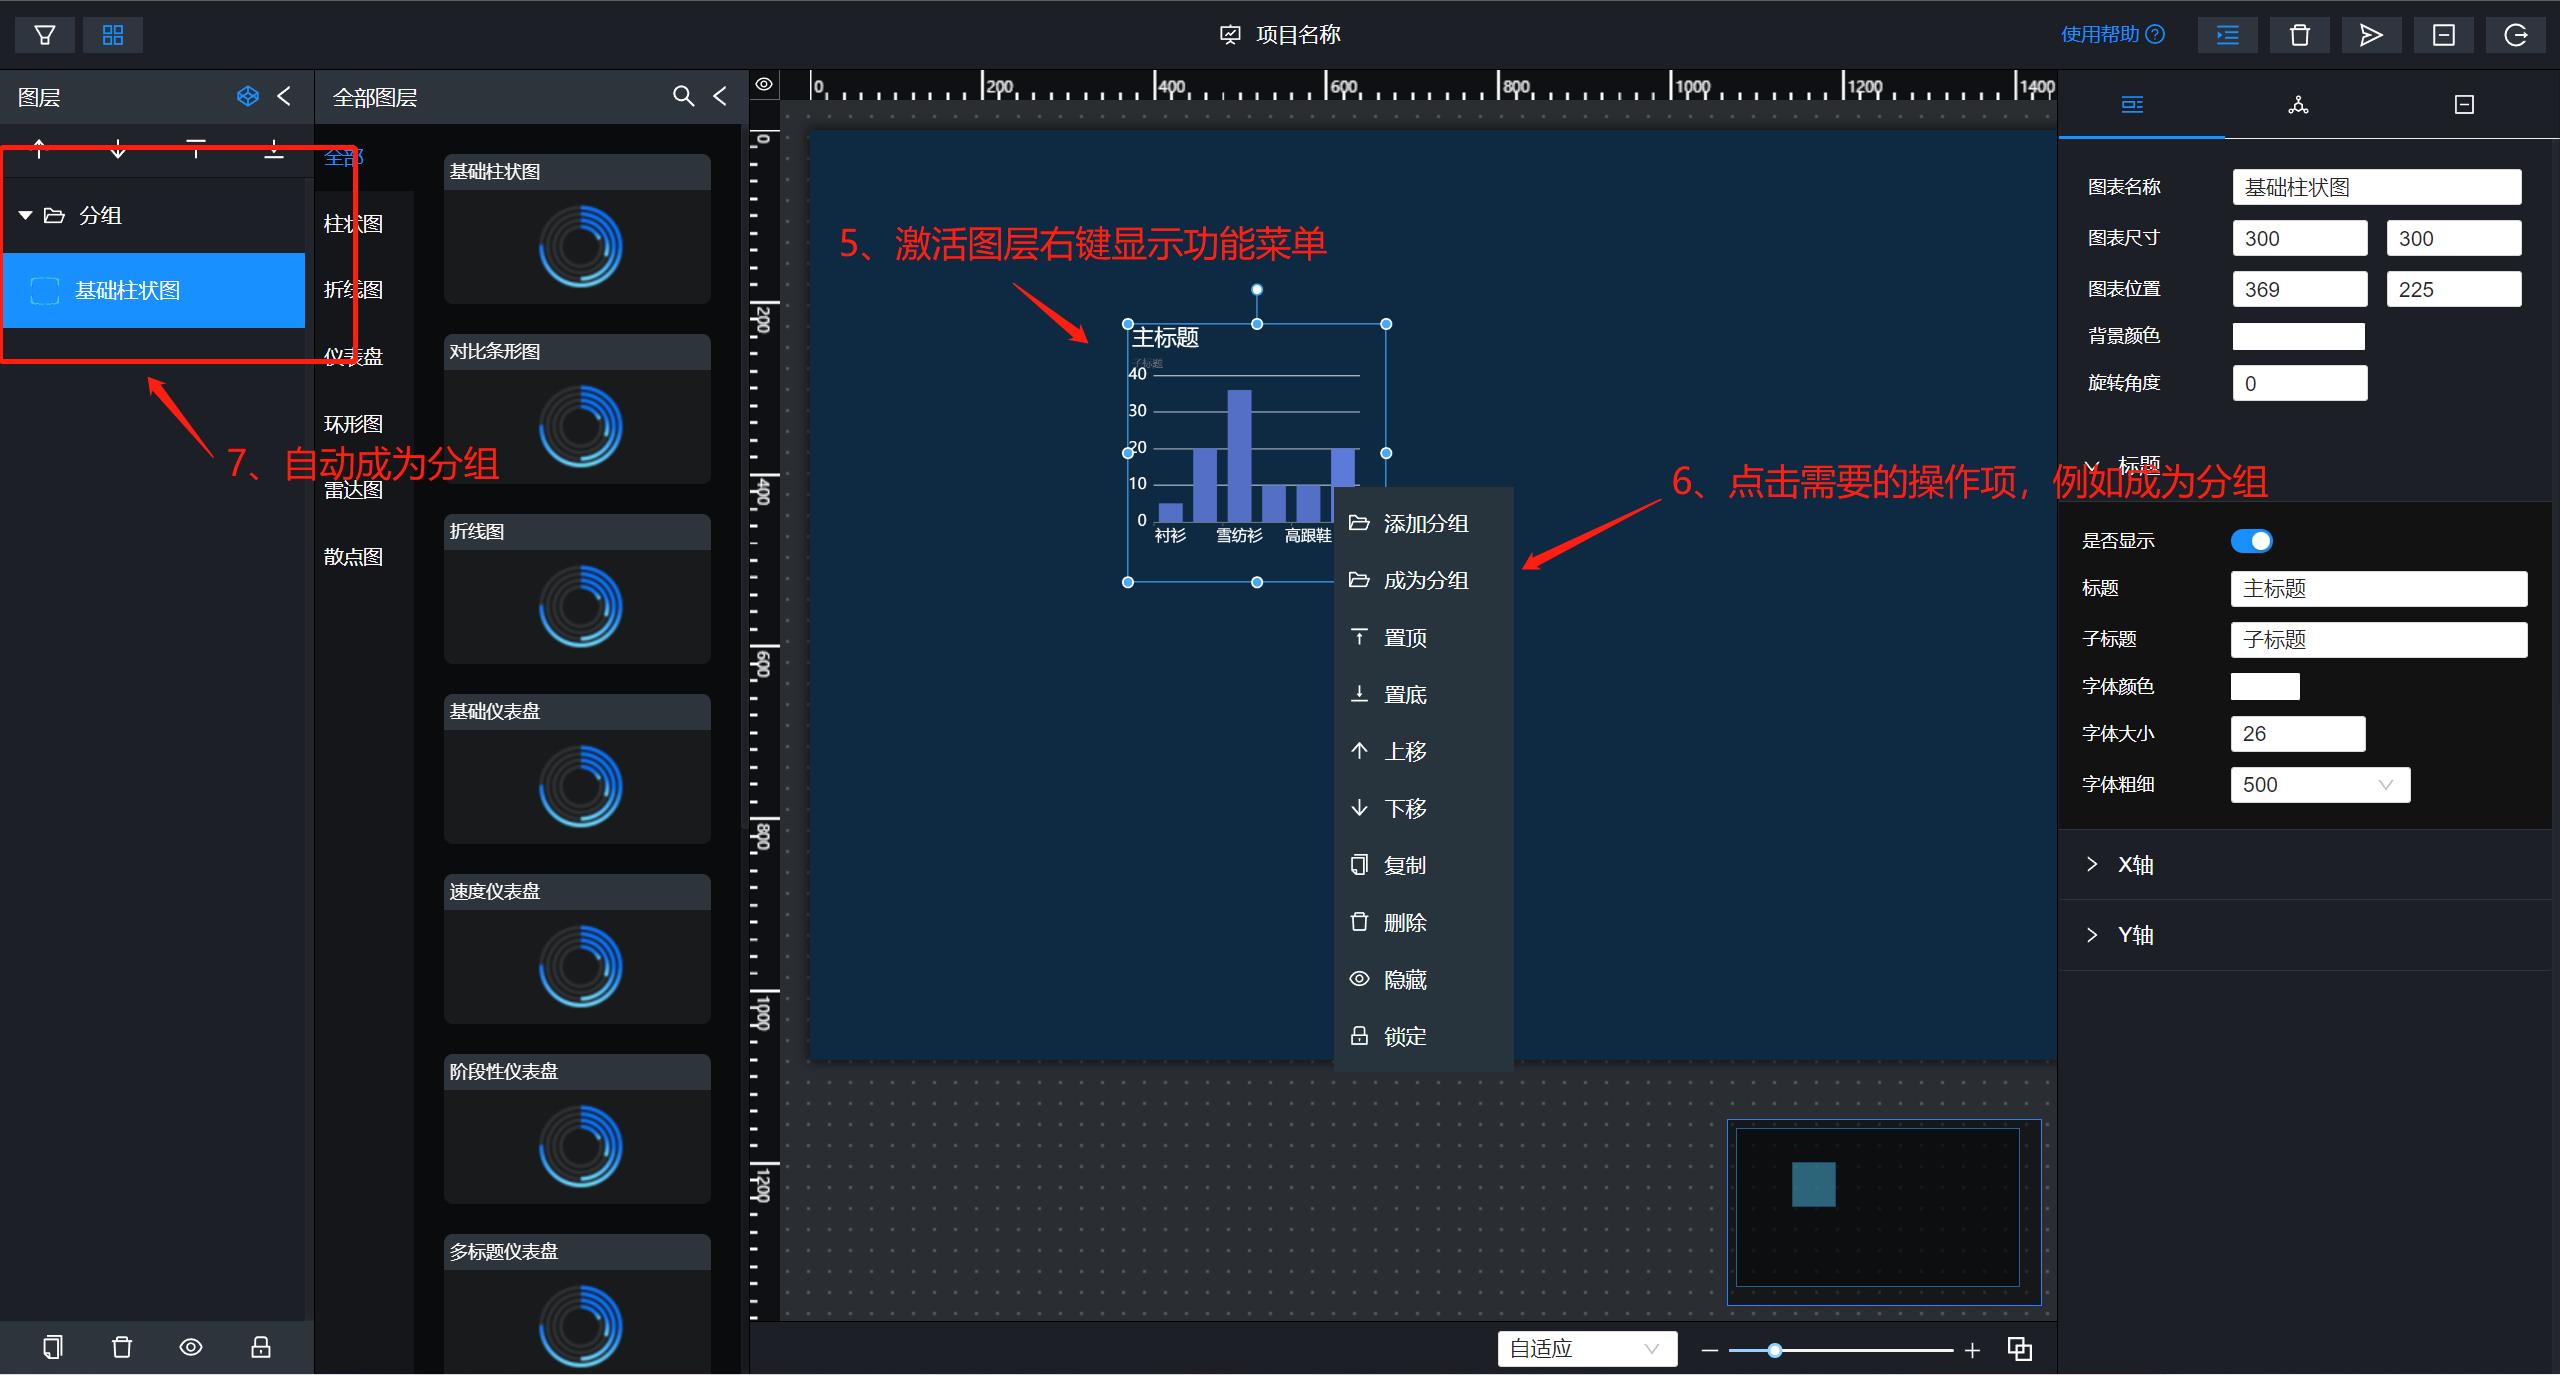 项目名称
使用帮助
图层
全部图层
全部
柱状图
折线图
仪表盘
环形图
雷达图
散点图
分组
基础柱状图
7、自动成为分组
基础柱状图
对比条形图
折线图
基础仪表盘
速度仪表盘
阶段性仪表盘
多标题仪表盘
0 200 400 600 800 1000 1200 1400
0
200
400
600
800
1000
1200
5、激活图层右键显示功能菜单
主标题
子标题
40
30
20
10
0
衬衫 雪纺衫 高跟鞋
6、点击需要的操作项，例如成为分组
添加分组
成为分组
置顶
置底
上移
下移
复制
删除
隐藏
锁定
自适应
图表名称 基础柱状图
图表尺寸 300 300
图表位置 369 225
背景颜色
旋转角度 0
标题
是否显示
标题 主标题
子标题 子标题
字体颜色
字体大小 26
字体粗细 500
X轴
Y轴